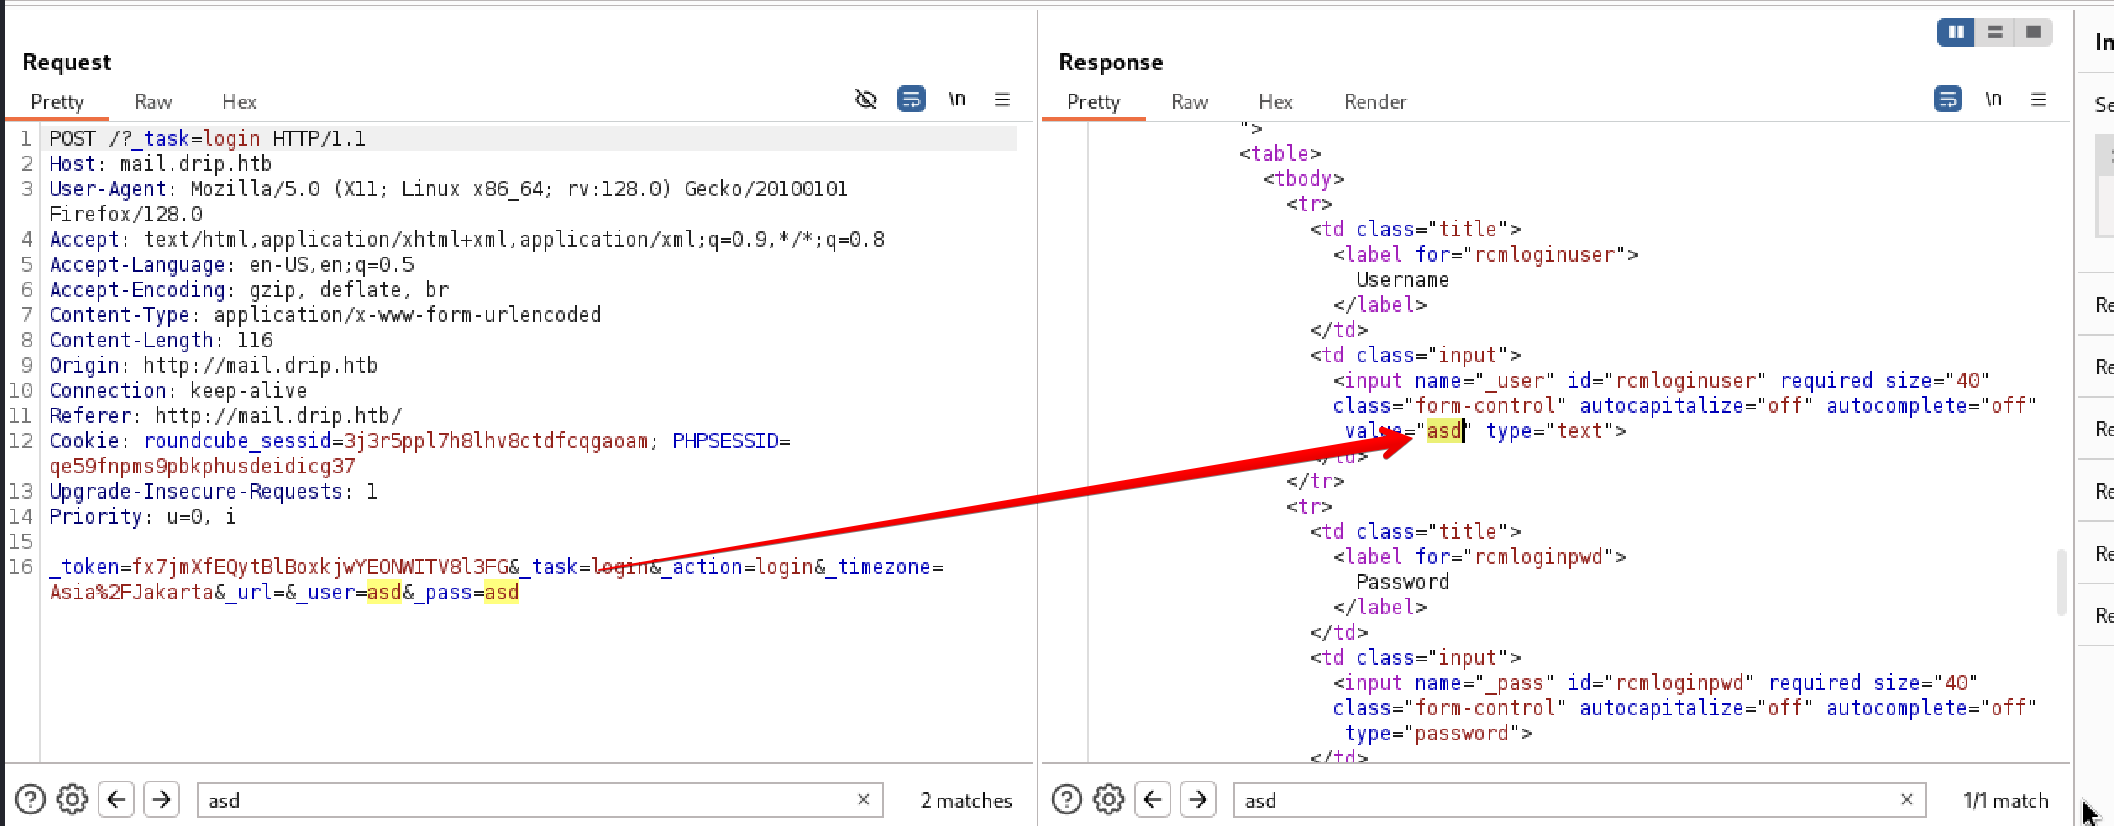 Request
Pretty Raw Hex \n
1 POST /?_task=login HTTP/1.1
2 Host: mail.drip.htb
3 User-Agent: Mozilla/5.0 (X11; Linux x86_64; rv:128.0) Gecko/20100101
Firefox/128.0
4 Accept: text/html,application/xhtml+xml,application/xml;q=0.9,*/*;q=0.8
5 Accept-Language: en-US,en;q=0.5
6 Accept-Encoding: gzip, deflate, br
7 Content-Type: application/x-www-form-urlencoded
8 Content-Length: 116
9 Origin: http://mail.drip.htb
10 Connection: keep-alive
11 Referer: http://mail.drip.htb/
12 Cookie: roundcube_sessid=3j3r5ppl7h8lhv8ctdfcqgaoam; PHPSESSID=
qe59fnpms9pbkphusdeidicg37
13 Upgrade-Insecure-Requests: 1
14 Priority: u=0, i
15
16 _token=fx7jmXfEQytBlBoxkjwYEONWITV8l3FG&_task=login&_action=login&_timezone=
Asia%2FJakarta&_url=&_user=asd&_pass=asd
asd
2 matches
Response
Pretty Raw Hex Render \n
">
<table>
<tbody>
<tr>
<td class="title">
<label for="rcmloginuser">
Username
</label>
</td>
<td class="input">
<input name="_user" id="rcmloginuser" required size="40"
class="form-control" autocapitalize="off" autocomplete="off"
value="asd" type="text">
</td>
</tr>
<tr>
<td class="title">
<label for="rcmloginpwd">
Password
</label>
</td>
<td class="input">
<input name="_pass" id="rcmloginpwd" required size="40"
class="form-control" autocapitalize="off" autocomplete="off"
type="password">
</td>
asd
1/1 match
In
Se
Re
Re
Re
Re
Re
Re